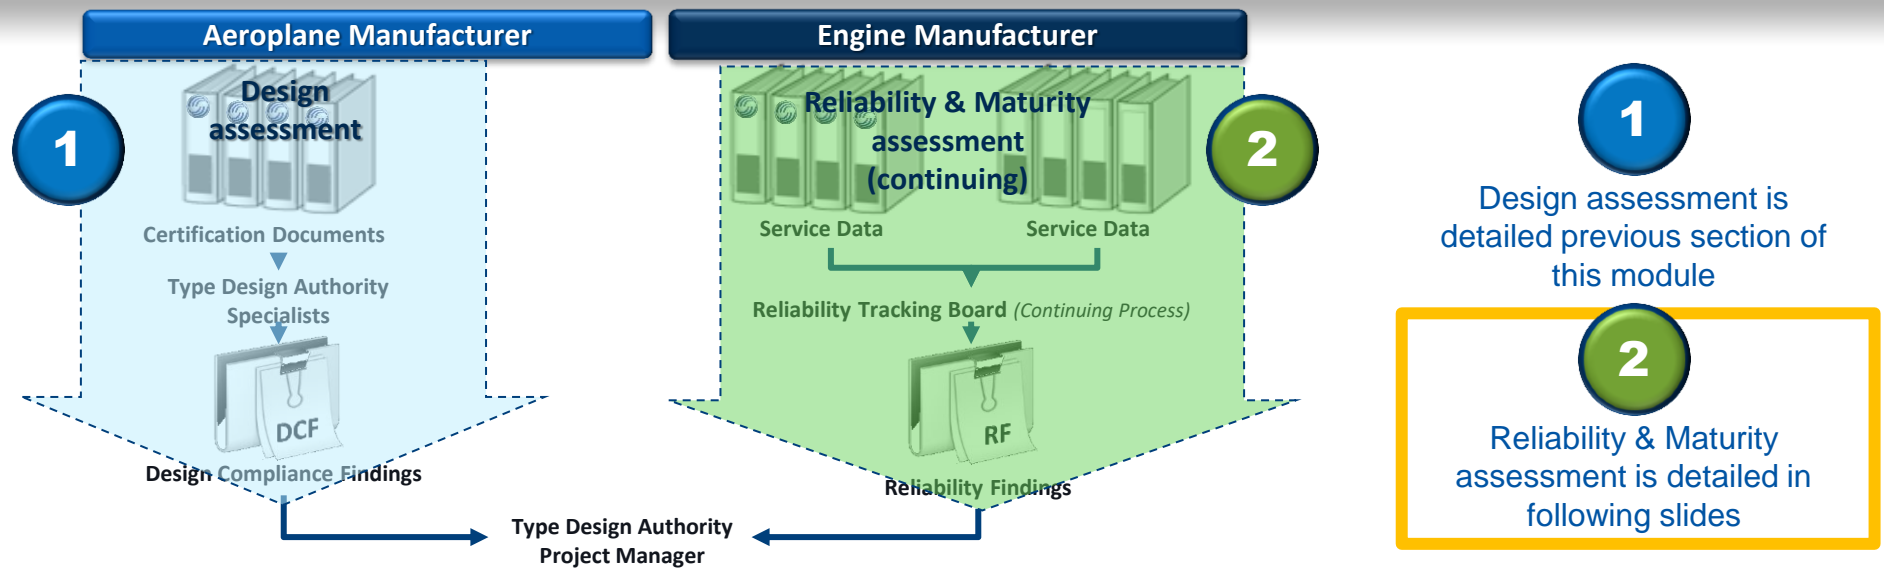 Aeroplane Manufacturer
Engine Manufacturer
1
Design
assessment
Certification Documents
Type Design Authority
Specialists
DCF
Design Compliance Findings
Reliability & Maturity
assessment
(continuing)
2
Service Data
Service Data
Reliability Tracking Board (Continuing Process)
RF
Reliability Findings
Type Design Authority
Project Manager
1
Design assessment is
detailed previous section of
this module
2
Reliability & Maturity
assessment is detailed in
following slides